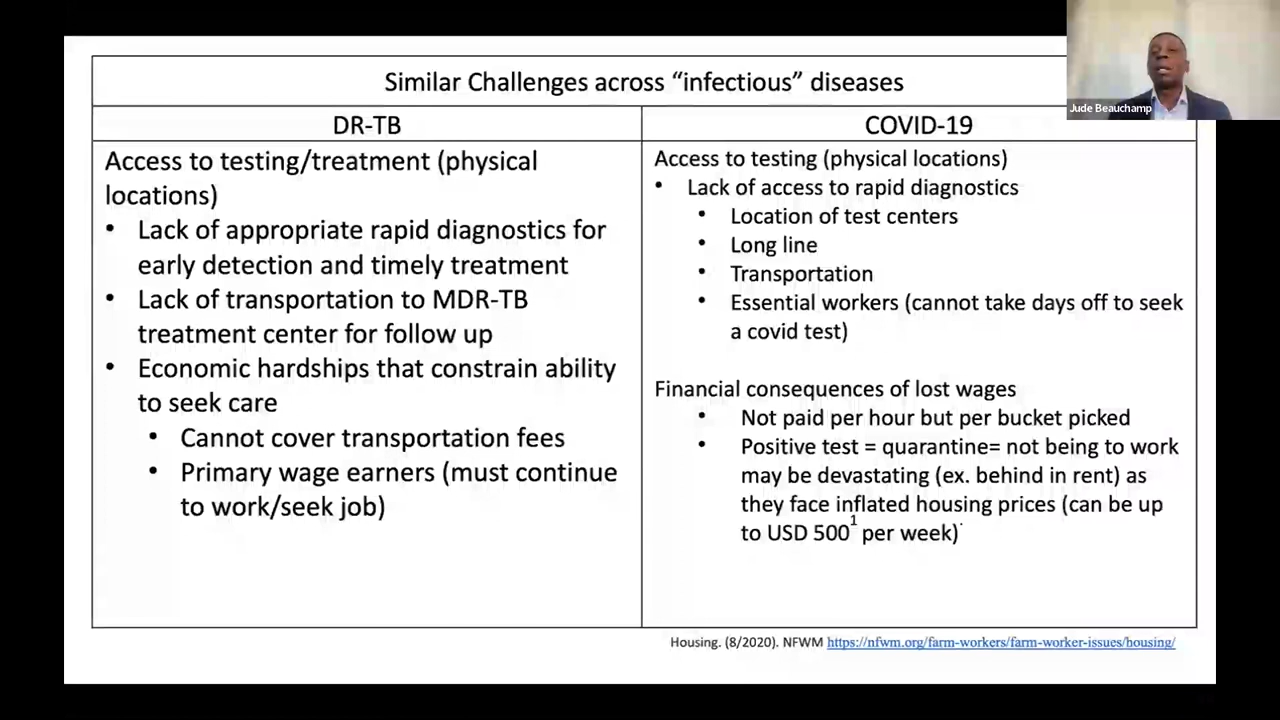 Similar Challenges across “infectious” diseases
Jude Beauchamp
DR-TB
Access to testing/treatment (physical
locations)
• Lack of appropriate rapid diagnostics for
early detection and timely treatment
• Lack of transportation to MDR-TB
treatment center for follow up
• Economic hardships that constrain ability
to seek care
• Cannot cover transportation fees
• Primary wage earners (must continue
to work/seek job)
COVID-19
Access to testing (physical locations)
• Lack of access to rapid diagnostics
• Location of test centers
• Long line
• Transportation
• Essential workers (cannot take days off to seek
a covid test)
Financial consequences of lost wages
• Not paid per hour but per bucket picked
• Positive test = quarantine= not being to work
may be devastating (ex. behind in rent) as
they face inflated housing prices (can be up
to USD 500¹ per week)
Housing. (8/2020). NFWM https://nfwm.org/farm-workers/farm-worker-issues/housing/